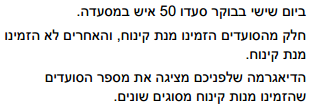 ביום שישי בבוקר סעדו 50 איש במסעדה.
חלק מהסועדים הזמינו מנת קינוח, והאחרים לא הזמינו
מנת קינוח.
הדיאגרמה שלפניכם מציגה את מספר הסועדים
שהזמינו מנות קינוח מסוגים שונים.